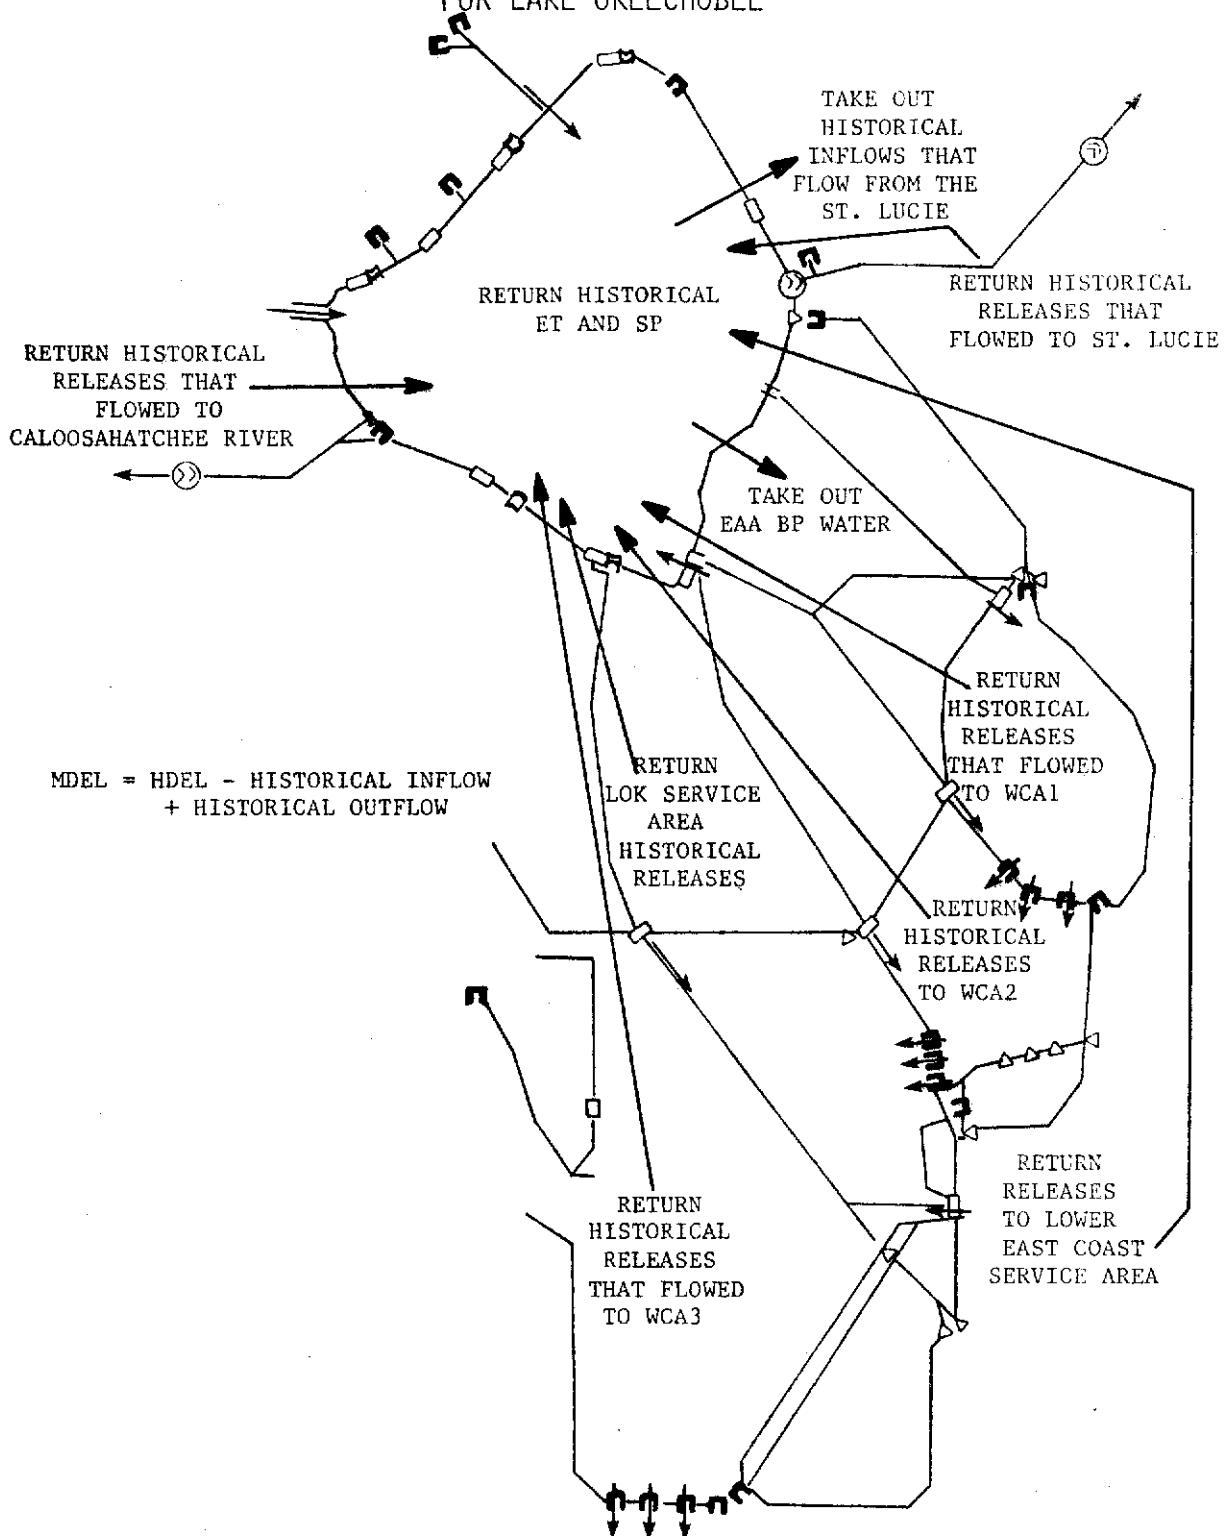 FOR LAKE OKEECHOBEE
TAKE OUT
HISTORICAL
INFLOWS THAT
FLOW FROM THE
ST. LUCIE
RETURN HISTORICAL
ET AND SP
RETURN HISTORICAL
RELEASES THAT
FLOWED TO ST. LUCIE
RETURN HISTORICAL
RELEASES THAT
FLOWED TO
CALOOSAHATCHEE RIVER
TAKE OUT
EAA BP WATER
RETURN
HISTORICAL
RELEASES
THAT FLOWED
TO WCA1
MDEL = HDEL - HISTORICAL INFLOW
+ HISTORICAL OUTFLOW
RETURN
LOK SERVICE
AREA
HISTORICAL
RELEASES
RETURN
HISTORICAL
RELEASES
TO WCA2
RETURN
HISTORICAL
RELEASES
THAT FLOWED
TO WCA3
RETURN
RELEASES
TO LOWER
EAST COAST
SERVICE AREA